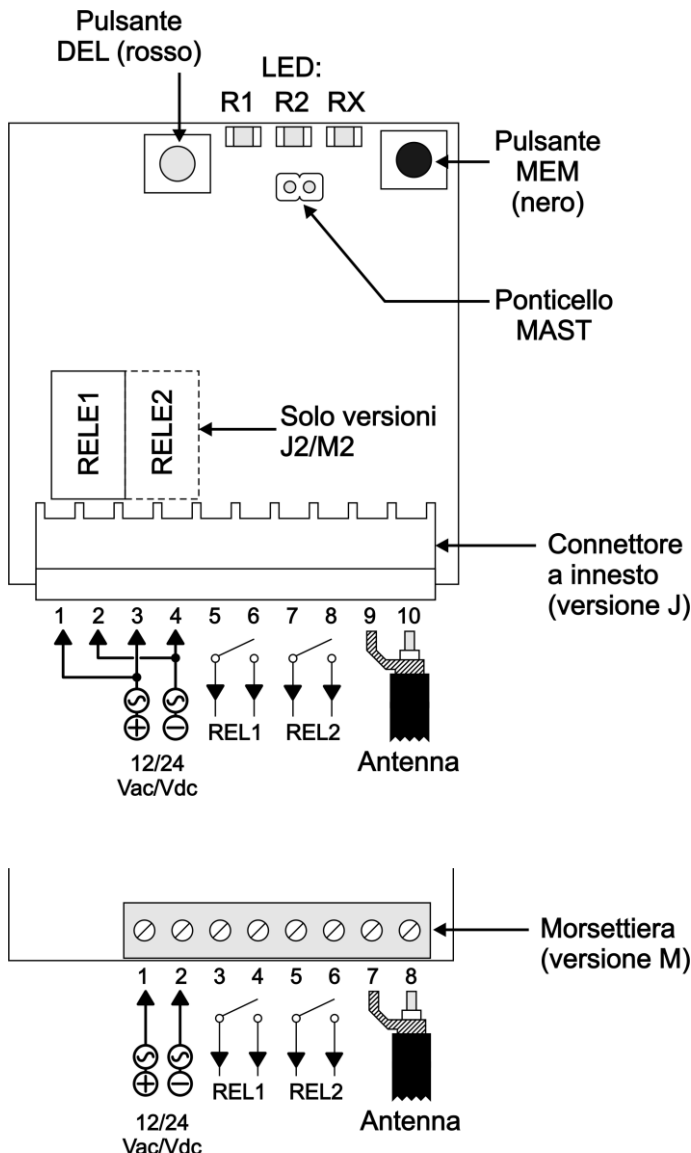 Pulsante
DEL (rosso)
LED:
R1 R2 RX
Pulsante
MEM
(nero)
Ponticello
MAST
RELE1
RELE2
Solo versioni
J2/M2
Connettore
a innesto
(versione J)
1 2 3 4 5 6 7 8 9 10
REL1 REL2
12/24
Vac/Vdc
Antenna
Morsettiera
(versione M)
1 2 3 4 5 6 7 8
REL1 REL2
12/24
Vac/Vdc
Antenna